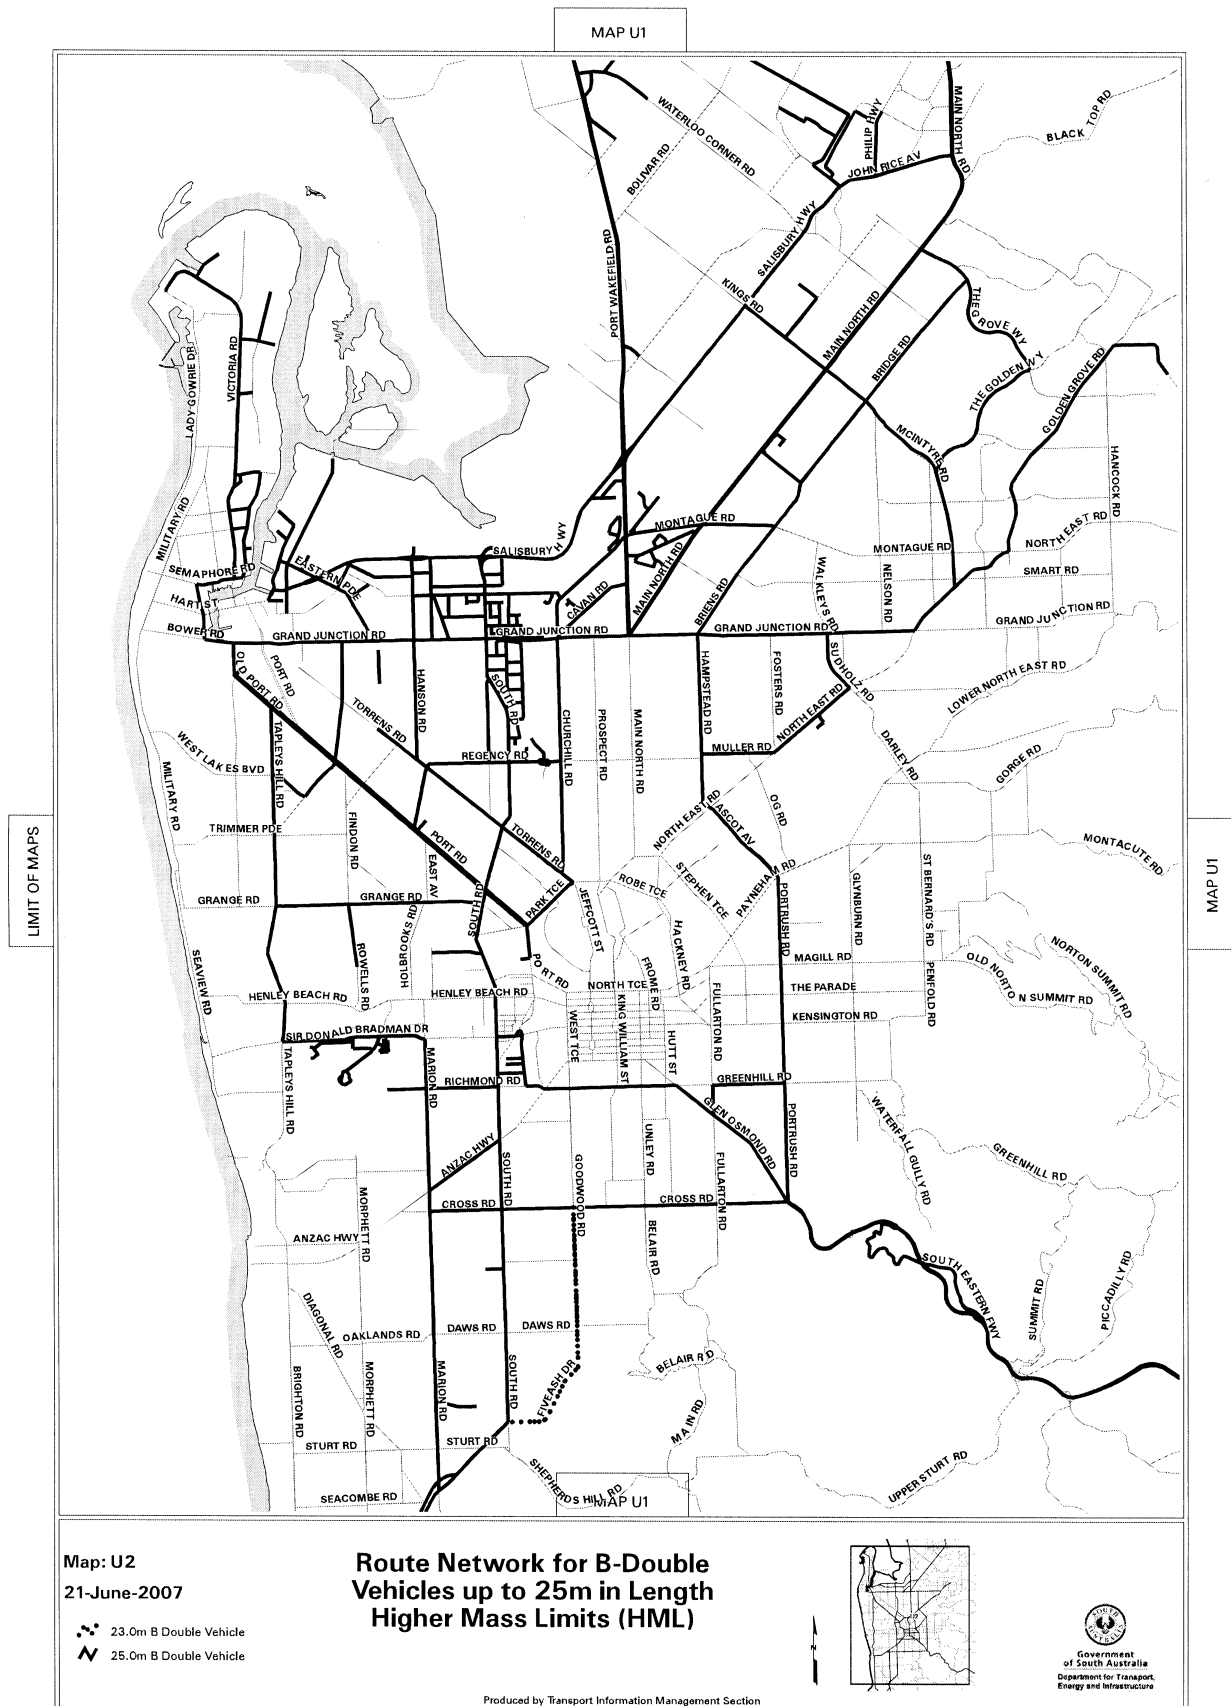 MAP U1
WATERLOO CORNER RD
BOLIVAR RD
PHILIP HWY
MAIN NORTH RD
BLACK TOP RD
JOHN RICE AV
SALISBURY HWY
PORT WAKEFIELD RD
KINGS RD
MAIN NORTH RD
BRIDGE RD
THE GROVE WY
THE GOLDEN WY
GOLDEN GROVE RD
LADY GOWRIE DR
VICTORIA RD
MCINTYRE RD
HANCOCK RD
MILITARY RD
SALISBURY HWY
MONTAGUE RD
MONTAGUE RD
NORTH EAST RD
SEMAPHORE RD
EASTERN PDE
CAVAN RD
MAIN NORTH RD
BRIENS RD
WALKLEYS RD
NELSON RD
SMART RD
HART ST
BOWER RD
GRAND JUNCTION RD
GRAND JUNCTION RD
GRAND JUNCTION RD
GRAND JUNCTION RD
OLD PORT RD
PORT RD
TORRENS RD
HANSON RD
SOUTH RD
CHURCHILL RD
PROSPECT RD
MAIN NORTH RD
HAMPSTEAD RD
FOSTERS RD
SUDHOLZ RD
NORTH EAST RD
LOWER NORTH EAST RD
WEST LAKES BVD
TAPLEYS HILL RD
REGENCY RD
MULLER RD
DARLEY RD
GORGE RD
MILITARY RD
TRIMMER PDE
FINDON RD
PORT RD
EAST AV
TORRENS RD
NORTH EAST RD
ASCOT AV
OG RD
MONTACUTE RD
LIMIT OF MAPS
MAP U1
GRANGE RD
GRANGE RD
HOLBROOKS RD
SOUTH RD
PARK TCE
JEFFCOTT ST
ROBE TCE
STEPHEN TCE
PAYNEHAM RD
PORTRUSH RD
GLYNBURN RD
ST BERNARD'S RD
HACKNEY RD
SEAVIEW RD
ROWELLS RD
PORT RD
MAGILL RD
OLD NORTON SUMMIT RD
NORTON SUMMIT RD
HENLEY BEACH RD
HENLEY BEACH RD
NORTH TCE
FROME RD
FULLARTON RD
THE PARADE
PENFOLD RD
KENSINGTON RD
SIR DONALD BRADMAN DR
WEST TCE
KING WILLIAM ST
HUTT ST
TAPLEYS HILL RD
MARION RD
RICHMOND RD
GREENHILL RD
GLEN OSMOND RD
PORTRUSH RD
WATERFALL GULLY RD
GREENHILL RD
ANZAC HWY
SOUTH RD
GOODWOOD RD
UNLEY RD
FULLARTON RD
CROSS RD
CROSS RD
MORPHETT RD
ANZAC HWY
BELAIR RD
SOUTH EASTERN FWY
SUMMIT RD
PICCADILLY RD
DIAGONAL RD
OAKLANDS RD
DAWS RD
DAWS RD
BELAIR RD
BRIGHTON RD
MORPHETT RD
MARION RD
SOUTH RD
FIVEASH DR
MAIN RD
STURT RD
STURT RD
SHEPHERDS HILL RD
UPPER STURT RD
SEACOMBE RD
MAP U1
Map: U2
21-June-2007
23.0m B Double Vehicle
25.0m B Double Vehicle
Route Network for B-Double
Vehicles up to 25m in Length
Higher Mass Limits (HML)
N
SOUTH
AUSTRALIA
Government
of South Australia
Department for Transport,
Energy and Infrastructure
Produced by Transport Information Management Section